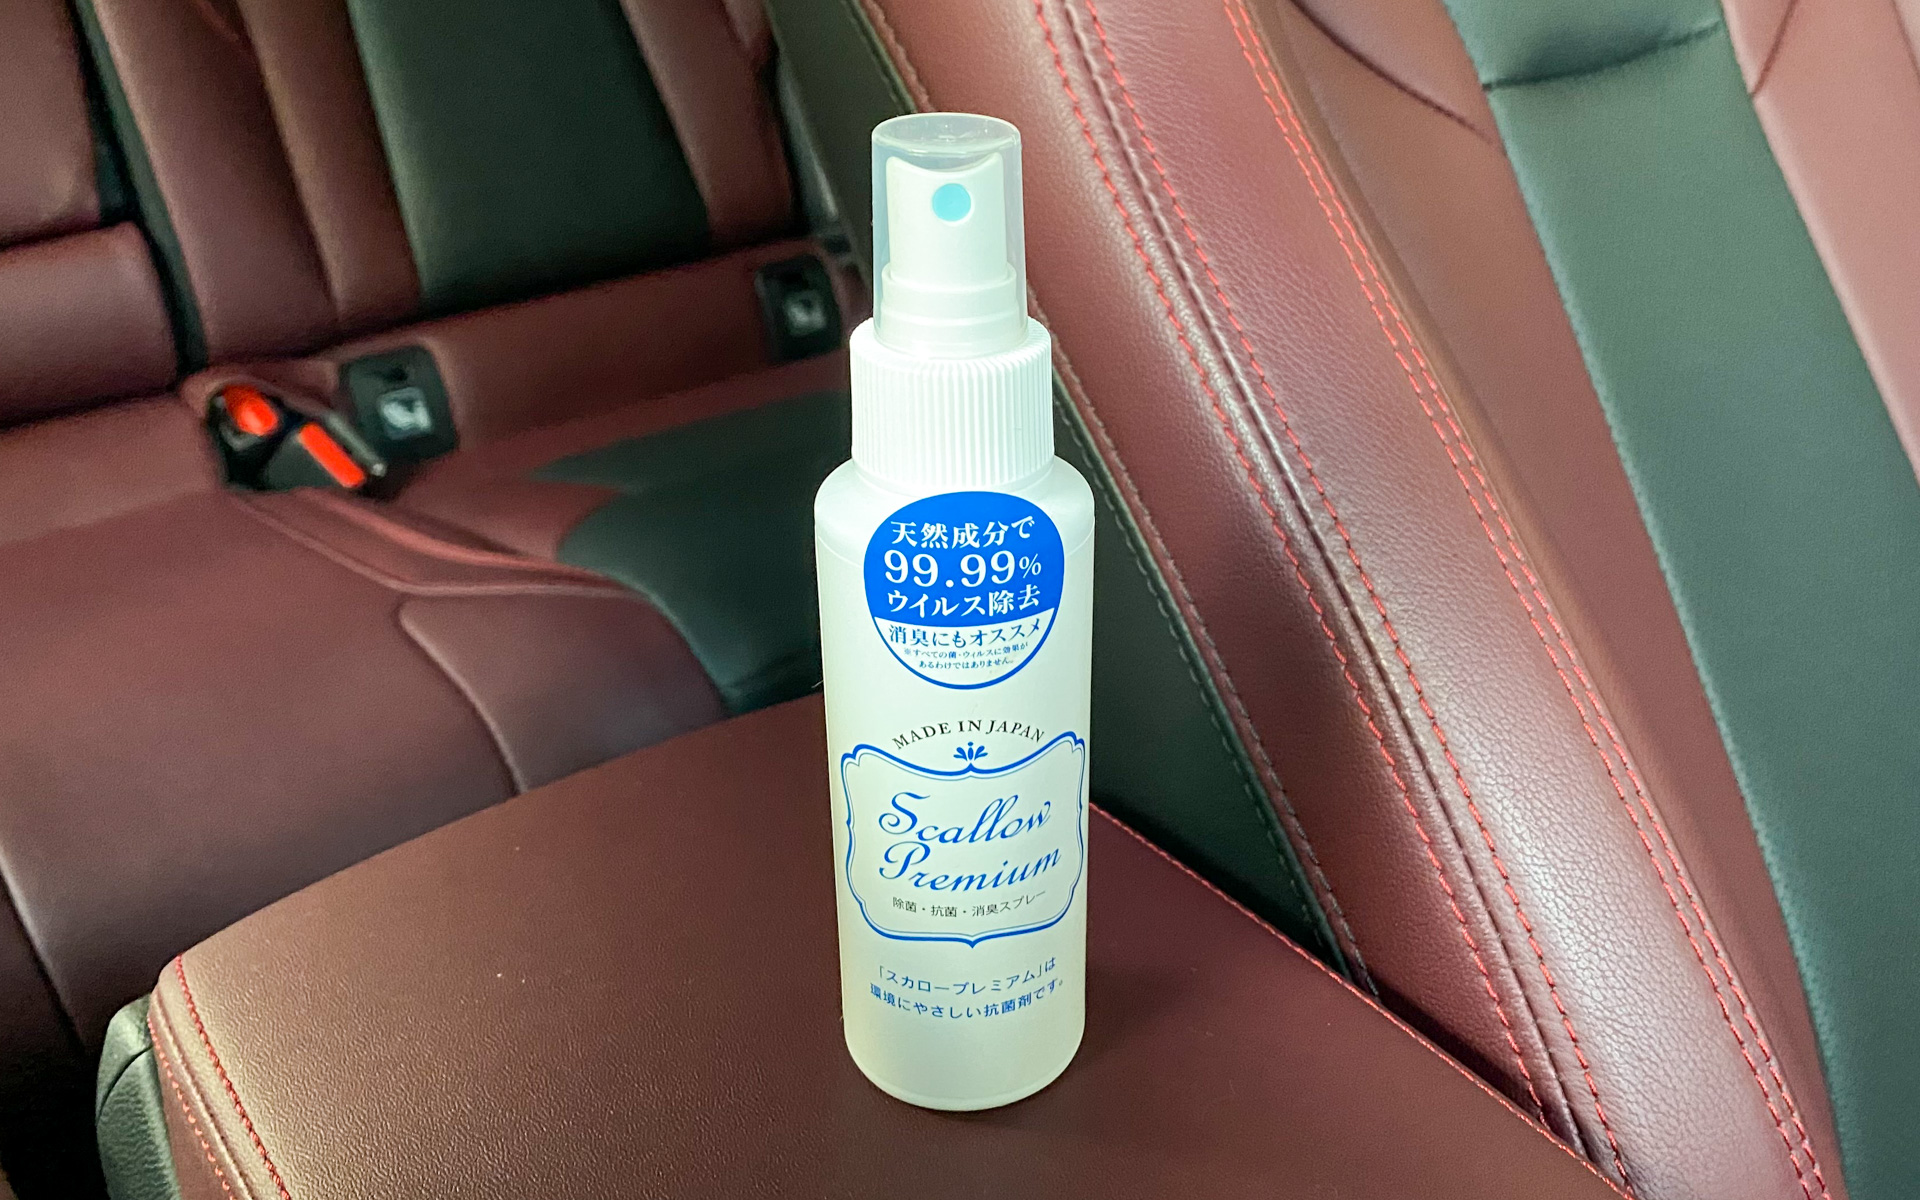 天然成分で
99.99%
ウイルス除去
消臭にもオススメ
※すべての菌・ウィルスに効果が
あるわけではありません。
MADE IN JAPAN
Scallow
Premium
除菌・抗菌・消臭スプレー
「スカロープレミアム」は
環境にやさしい抗菌剤です。